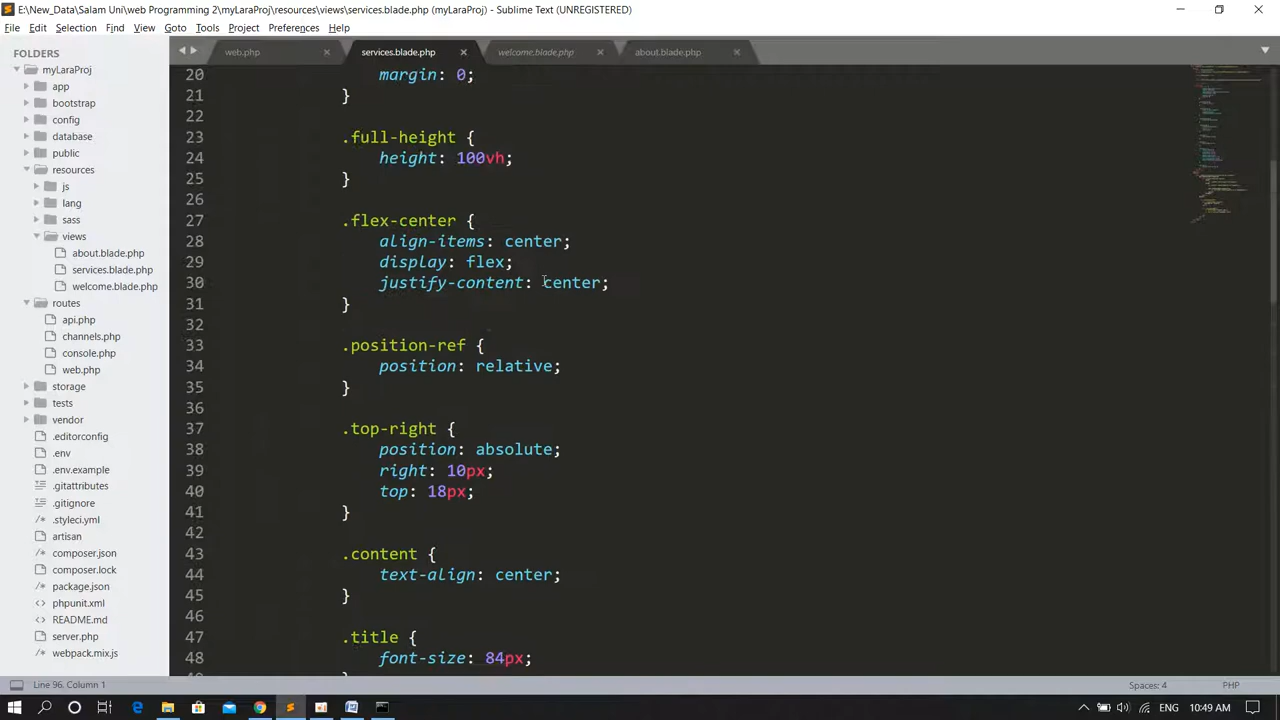 E:\New_Data\Salam Uni\web Programming 2\myLaraProj\resources\views\services.blade.php (myLaraProj) - Sublime Text (UNREGISTERED)
File Edit Selection Find View Goto Tools Project Preferences Help
FOLDERS
myLaraProj
app
bootstrap
config
database
public
resources
js
lang
sass
views
about.blade.php
services.blade.php
welcome.blade.php
routes
api.php
channels.php
console.php
web.php
storage
tests
vendor
.editorconfig
.env
.env.example
.gitattributes
.gitignore
/* .styleci.yml
artisan
/* composer.json
composer.lock
/* package.json
<> phpunit.xml
<> README.md
server.php
/* webpack.mix.js
web.php services.blade.php welcome.blade.php about.blade.php
20 margin: 0;
21 }
22
23 .full-height {
24 height: 100vh;
25 }
26
27 .flex-center {
28 align-items: center;
29 display: flex;
30 justify-content: center;
31 }
32
33 .position-ref {
34 position: relative;
35 }
36
37 .top-right {
38 position: absolute;
39 right: 10px;
40 top: 18px;
41 }
42
43 .content {
44 text-align: center;
45 }
46
47 .title {
48 font-size: 84px;
Line 96, Column 1 Spaces: 4 PHP
ENG 10:49 AM